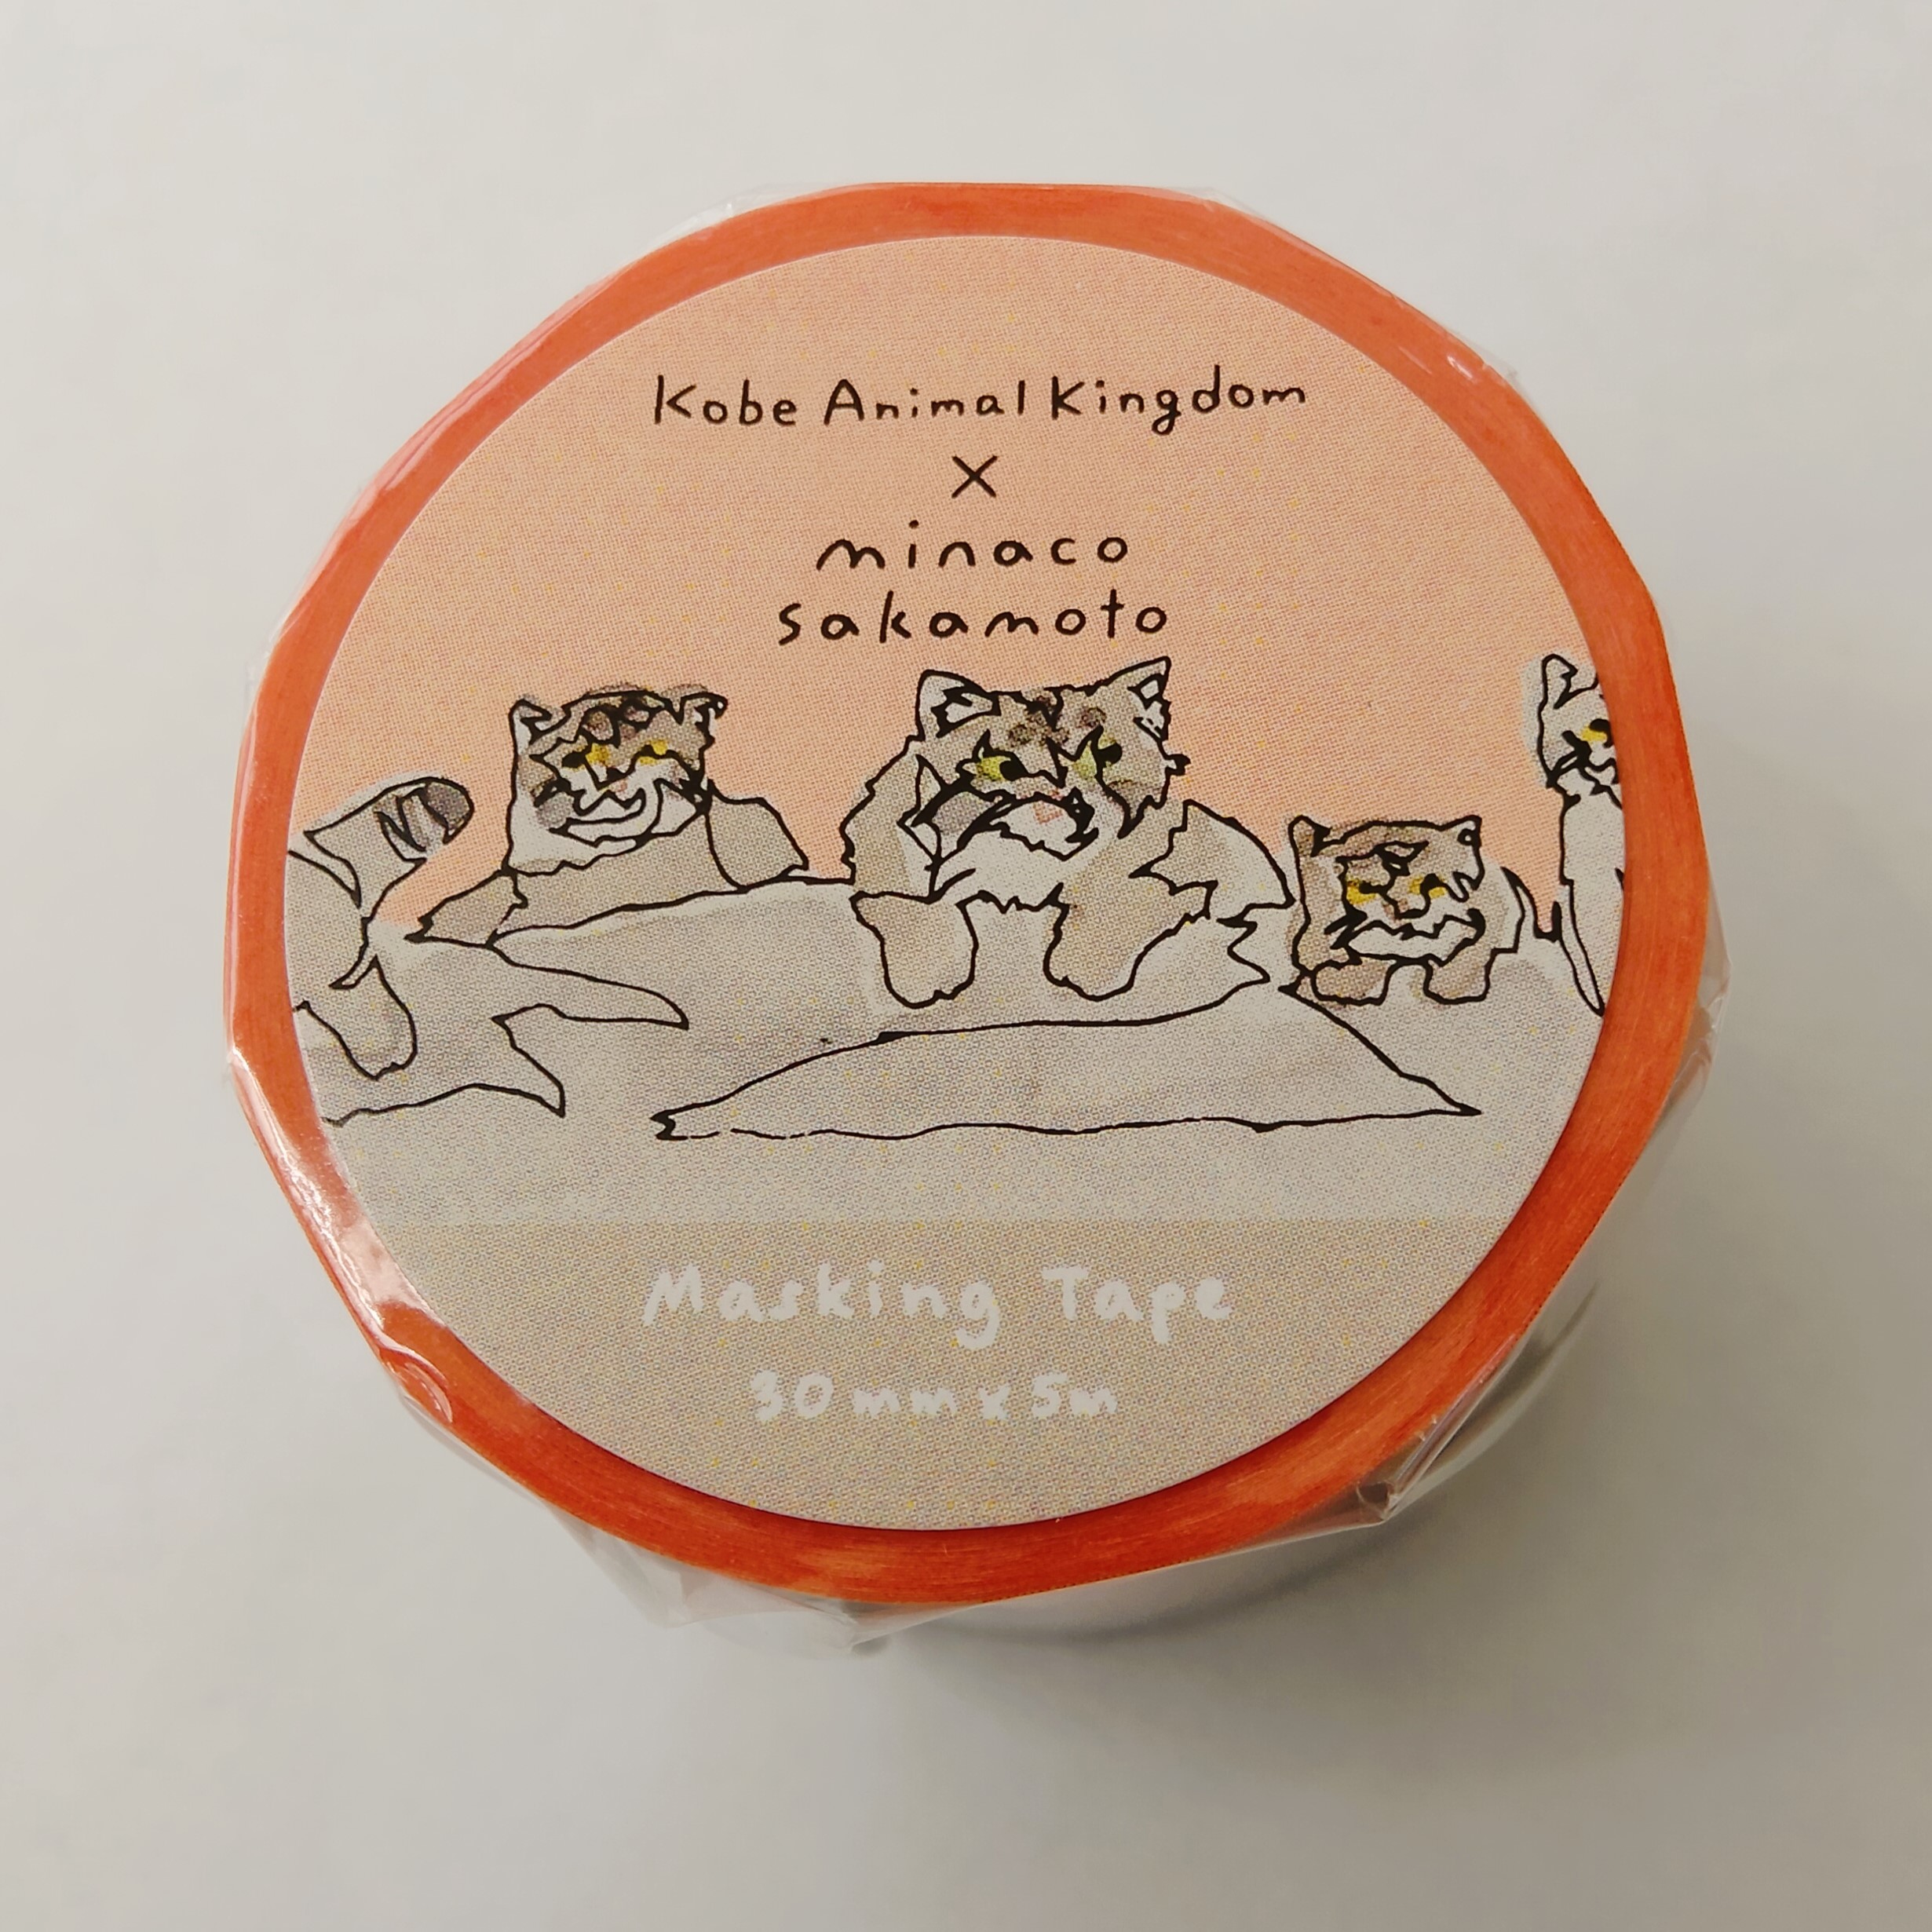 Kobe Animal Kingdom
×
minaco
sakamoto
Masking Tape
30mm x 5m